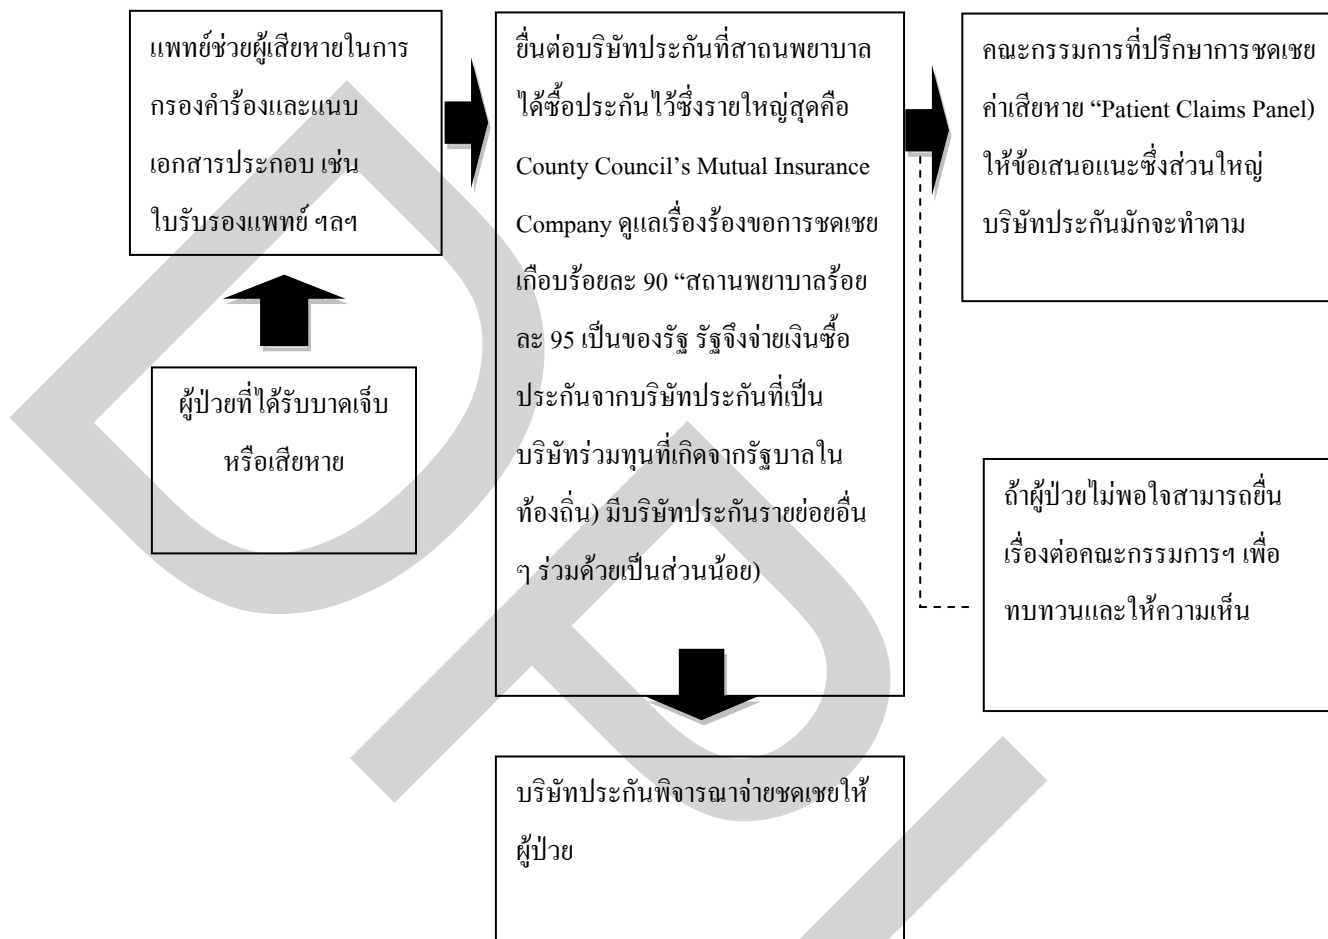 แพทย์ช่วยผู้เสียหายในการ
กรองคำร้องและแนบ
เอกสารประกอบ เช่น
ใบรับรองแพทย์ ฯลฯ
ผู้ป่วยที่ได้รับบาดเจ็บ
หรือเสียหาย
ยื่นต่อบริษัทประกันที่สาถนพยาบาล
ได้ซื้อประกันไว้ซึ่งรายใหญ่สุดคือ
County Council’s Mutual Insurance
Company ดูแลเรื่องร้องขอการชดเชย
เกือบร้อยละ 90 “สถานพยาบาลร้อย
ละ 95 เป็นของรัฐ รัฐจึงจ่ายเงินซื้อ
ประกันจากบริษัทประกันที่เป็น
บริษัทร่วมทุนที่เกิดจากรัฐบาลใน
ท้องถิ่น) มีบริษัทประกันรายย่อยอื่น
ๆ ร่วมด้วยเป็นส่วนน้อย)
คณะกรรมการที่ปรึกษาการชดเชย
ค่าเสียหาย “Patient Claims Panel)
ให้ข้อเสนอแนะซึ่งส่วนใหญ่
บริษัทประกันมักจะทำตาม
ถ้าผู้ป่วยไม่พอใจสามารถยื่น
เรื่องต่อคณะกรรมการฯ เพื่อ
ทบทวนและให้ความเห็น
บริษัทประกันพิจารณาจ่ายชดเชยให้
ผู้ป่วย